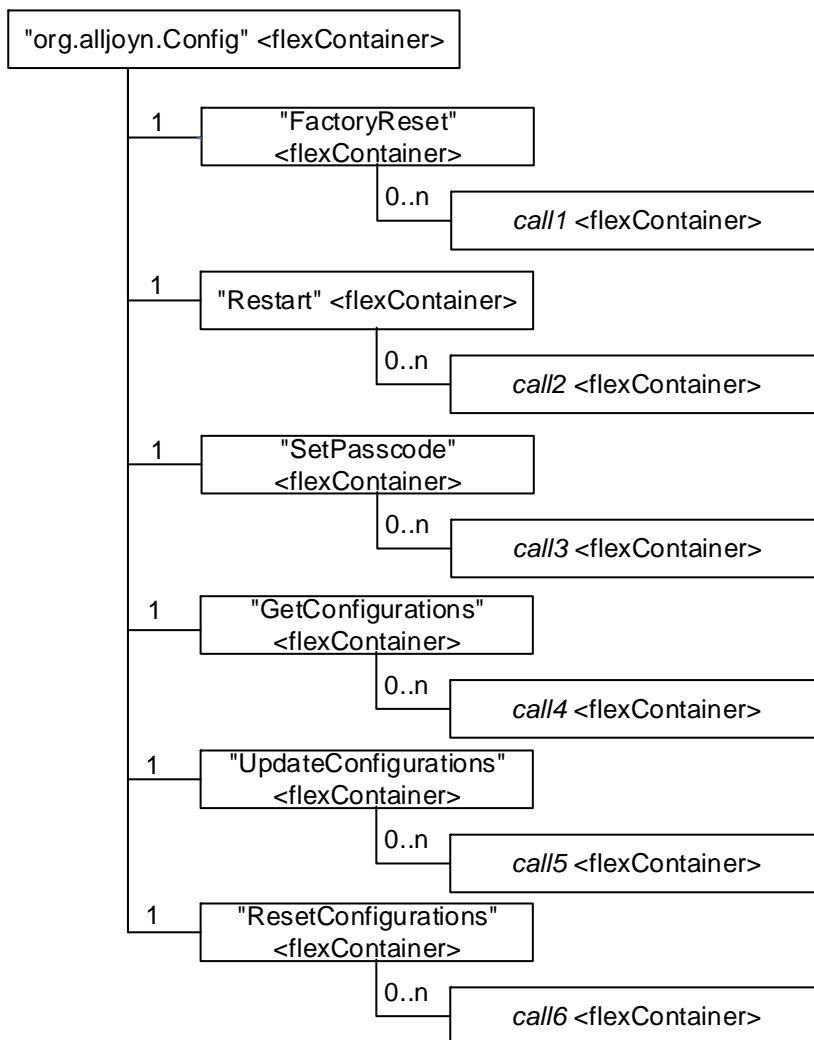 "org.alljoyn.Config" <flexContainer>
1
"FactoryReset"
<flexContainer>
0..n
call1 <flexContainer>
1
"Restart" <flexContainer>
0..n
call2 <flexContainer>
1
"SetPasscode"
<flexContainer>
0..n
call3 <flexContainer>
1
"GetConfigurations"
<flexContainer>
0..n
call4 <flexContainer>
1
"UpdateConfigurations"
<flexContainer>
0..n
call5 <flexContainer>
1
"ResetConfigurations"
<flexContainer>
0..n
call6 <flexContainer>